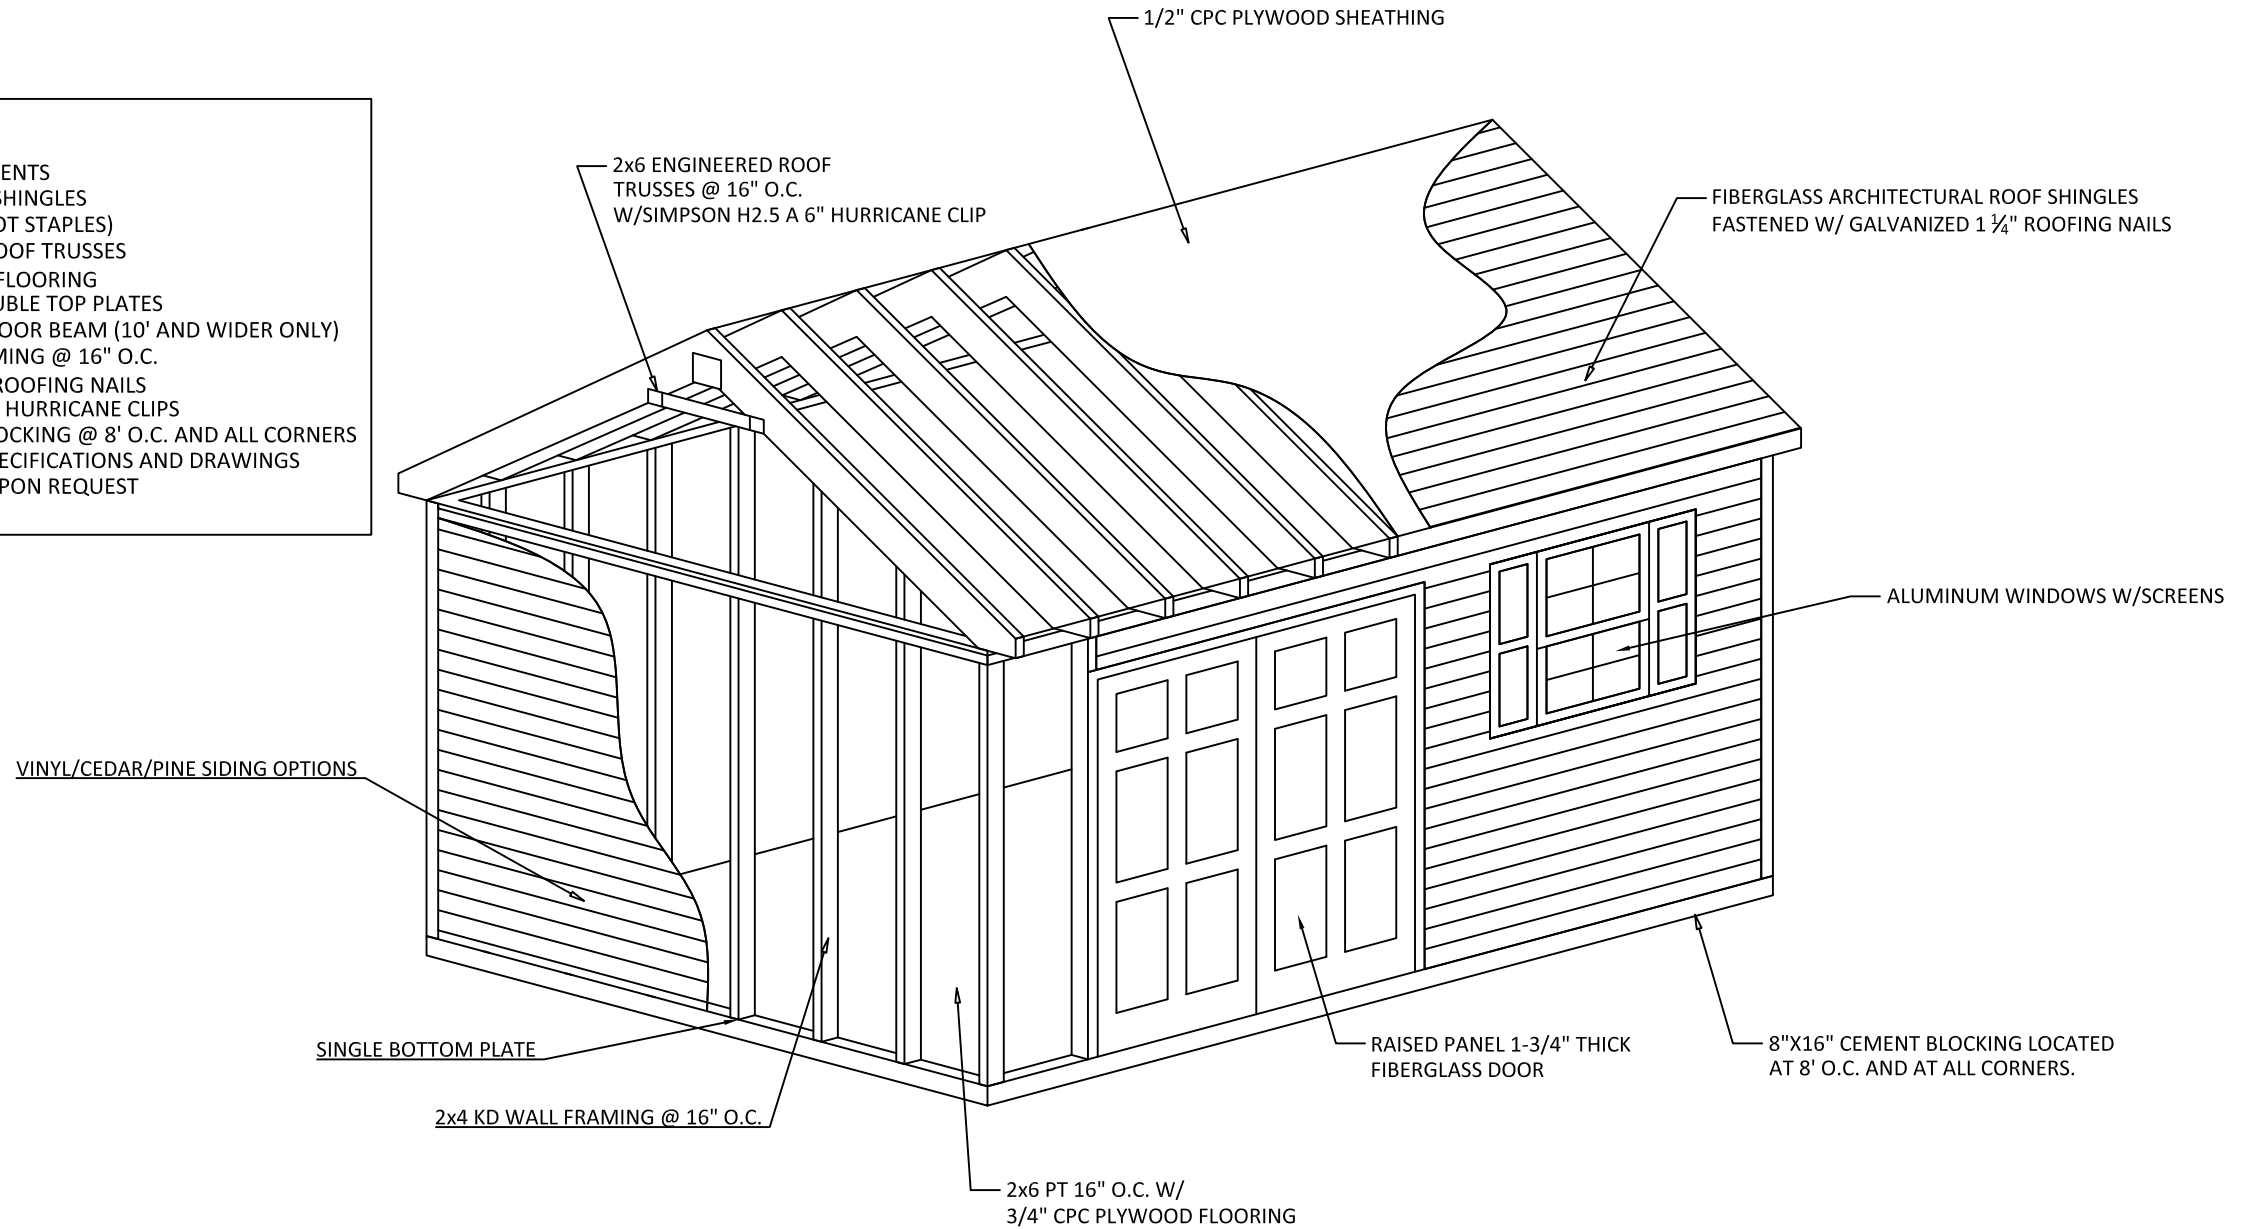 1/2" CPC PLYWOOD SHEATHING
2x6 ENGINEERED ROOF
TRUSSES @ 16" O.C.
W/SIMPSON H2.5 A 6" HURRICANE CLIP
FIBERGLASS ARCHITECTURAL ROOF SHINGLES
FASTENED W/ GALVANIZED 1 ¼" ROOFING NAILS
ENTS
SHINGLES
OT STAPLES)
OOF TRUSSES
FLOORING
UBLE TOP PLATES
OOR BEAM (10' AND WIDER ONLY)
MING @ 16" O.C.
ROOFING NAILS
HURRICANE CLIPS
OCKING @ 8' O.C. AND ALL CORNERS
ECIFICATIONS AND DRAWINGS
PON REQUEST
ALUMINUM WINDOWS W/SCREENS
VINYL/CEDAR/PINE SIDING OPTIONS
SINGLE BOTTOM PLATE
2x4 KD WALL FRAMING @ 16" O.C.
RAISED PANEL 1-3/4" THICK
FIBERGLASS DOOR
8"X16" CEMENT BLOCKING LOCATED
AT 8' O.C. AND AT ALL CORNERS.
2x6 PT 16" O.C. W/
3/4" CPC PLYWOOD FLOORING